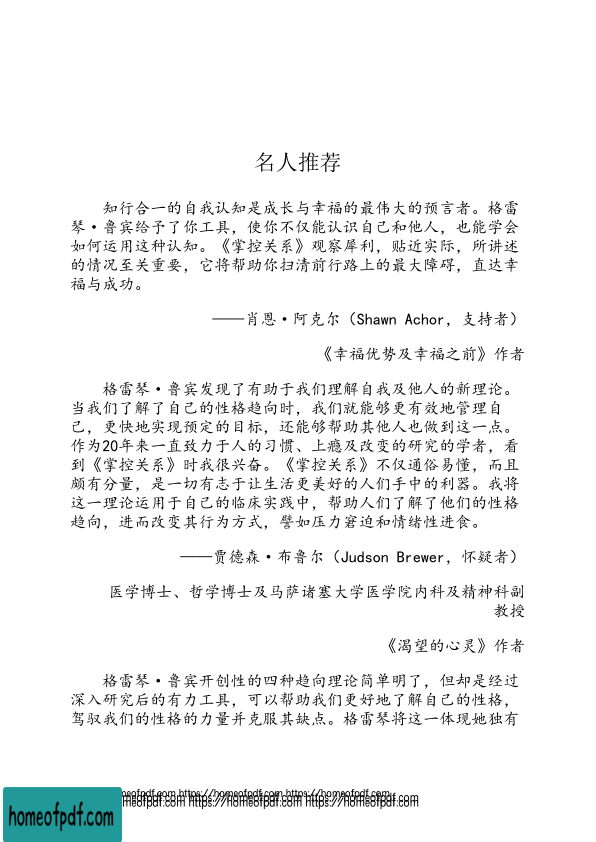 名人推荐
知行合一的自我认知是成长与幸福的最伟大的预言者。格雷
琴·鲁宾给予了你工具，使你不仅能认识自己和他人，也能学会
如何运用这种认知。《掌控关系》观察犀利，贴近实际，所讲述
的情况至关重要，它将帮助你扫清前行路上的最大障碍，直达幸
福与成功。
——肖恩·阿克尔（Shawn Achor，支持者）
《幸福优势及幸福之前》作者
格雷琴·鲁宾发现了有助于我们理解自我及他人的新理论。
当我们了解了自己的性格趋向时，我们就能够更有效地管理自
己，更快地实现预定的目标，还能够帮助其他人也做到这一点。
作为20年来一直致力于人的习惯、上瘾及改变的研究的学者，看
到《掌控关系》时我很兴奋。《掌控关系》不仅通俗易懂，而且
颇有分量，是一切有志于让生活更美好的人们手中的利器。我将
这一理论运用于自己的临床实践中，帮助人们了解了他们的性格
趋向，进而改变其行为方式，譬如压力窘迫和情绪性进食。
——贾德森·布鲁尔（Judson Brewer，怀疑者）
医学博士、哲学博士及马萨诸塞大学医学院内科及精神科副
教授
《渴望的心灵》作者
格雷琴·鲁宾开创性的四种趋向理论简单明了，但却是经过
深入研究后的有力工具，可以帮助我们更好地了解自己的性格，
驾驭我们的性格的力量并克服其缺点。格雷琴将这一体现她独有
homeofpdf.com https://homeofpdf.com https://homeofpdf.com
homeofpdf.com https://homeofpdf.com https://homeofpdf.com
homeofpdf.com